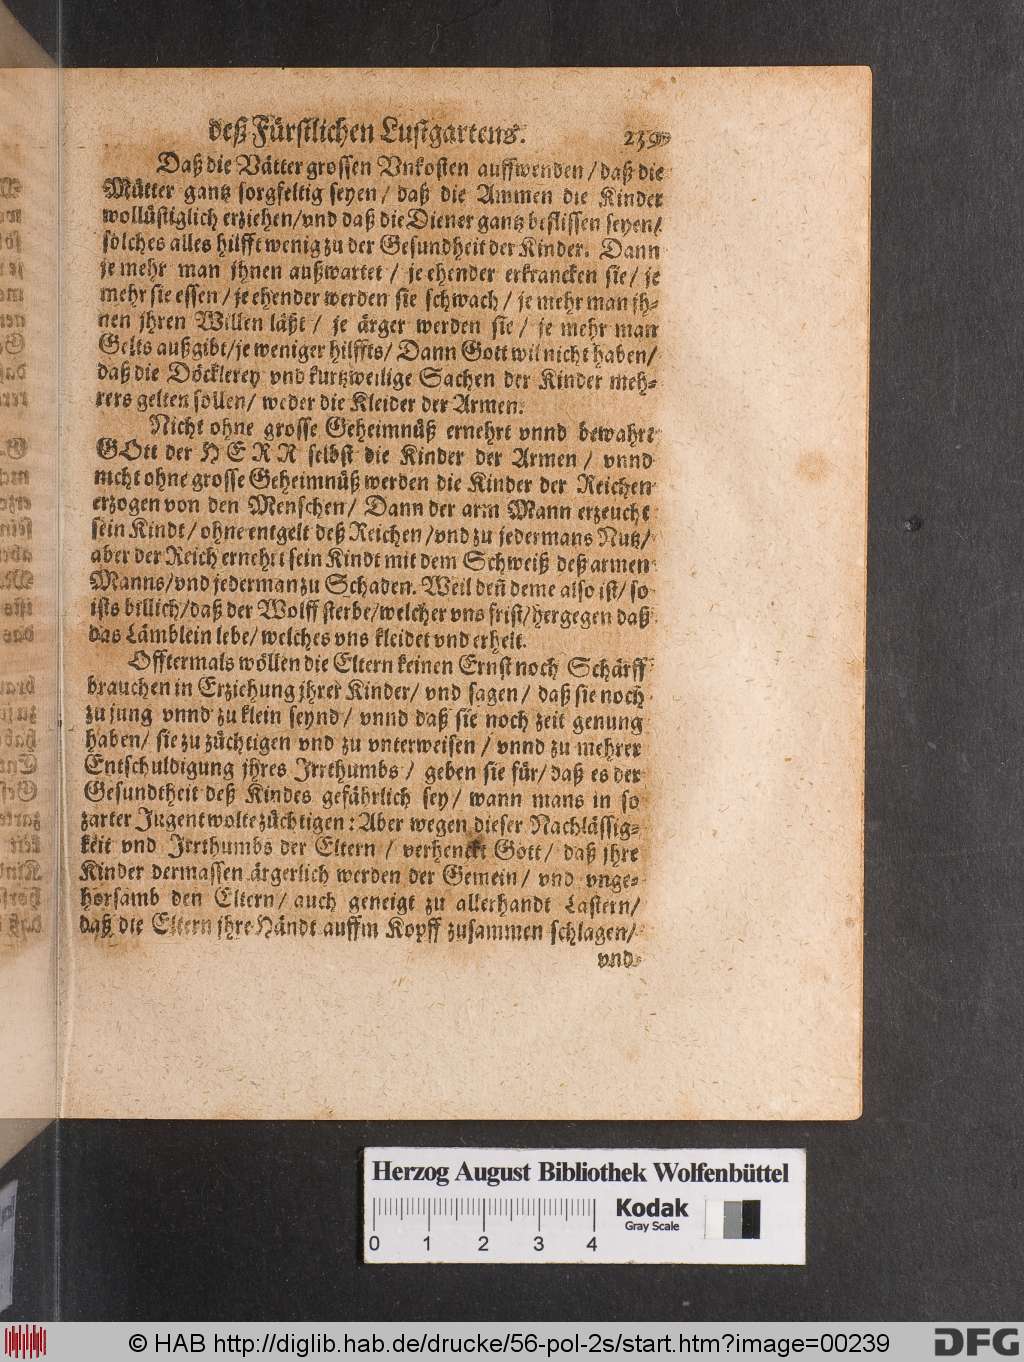 deß Fürstlichen Lustgartens. 239
Daß die Vätter grossen Vnkosten auffwenden / daß die
Mütter gantz sorgfeltig seyen / daß die Ammen die Kinder
wollüstiglich erziehen/vnd daß die Diener gantz beflissen seyen/
solches alles hilfft wenig zu der Gesundheit der Kinder. Dann
je mehr man jhnen außwartet / je ehender erkrancken sie / je
mehr sie essen / je ehender werden sie schwach / je mehr man jh-
nen jhren Willen läßt / je ärger werden sie / je mehr man
Gelts außgibt/je weniger hilffts/ Dann Gott wil nicht haben/
daß die Döcklerey vnd kurtzweilige Sachen der Kinder meh-
rers gelten sollen/ weder die Kleider der Armen.
Nicht ohne grosse Geheimnüß ernehrt vnnd bewahrt
GOtt der HERR selbst die Kinder der Armen / vnnd
nicht ohne grosse Geheimnüß werden die Kinder der Reichen
erzogen von den Menschen/ Dann der arm Mann erzeucht
sein Kindt/ ohne entgelt deß Reichen /vnd zu jedermans Nutz/
aber der Reich ernehrt sein Kindt mit dem Schweiß deß armen
Manns/vnd jederman zu Schaden. Weil deñ deme also ist/ so
ists billich/daß der Wolff sterbe/welcher vns frist/hergegen daß
das Lämblein lebe/ welches vns kleidet vnd erhelt.
Offtermals wöllen die Eltern keinen Ernst noch Schärff
brauchen in Erziehung jhrer Kinder/ vnd sagen / daß sie noch
zu jung vnnd zu klein seynd / vnnd daß sie noch zeit genung
haben/ sie zu züchtigen vnd zu vnterweisen / vnnd zu mehrer
Entschuldigung jhres Irrthumbs / geben sie für/ daß es der
Gesundtheit deß Kindes gefährlich sey/ wann mans in so
zarter Jugent wolte züchtigen: Aber wegen dieser Nachlässig-
keit vnd Irrthumbs der Eltern / verhenckt Gott/ daß jhre
Kinder dermassen ärgerlich werden der Gemein/ vnd vnge-
horsamb den Eltern/ auch geneigt zu allerhandt Lastern/
daß die Eltern jhre Händt auffm Kopff zusammen schlagen/
vnd
Herzog August Bibliothek Wolfenbüttel
Kodak
Gray Scale
0 1 2 3 4
© HAB http://diglib.hab.de/drucke/56-pol-2s/start.htm?image=00239
DFG